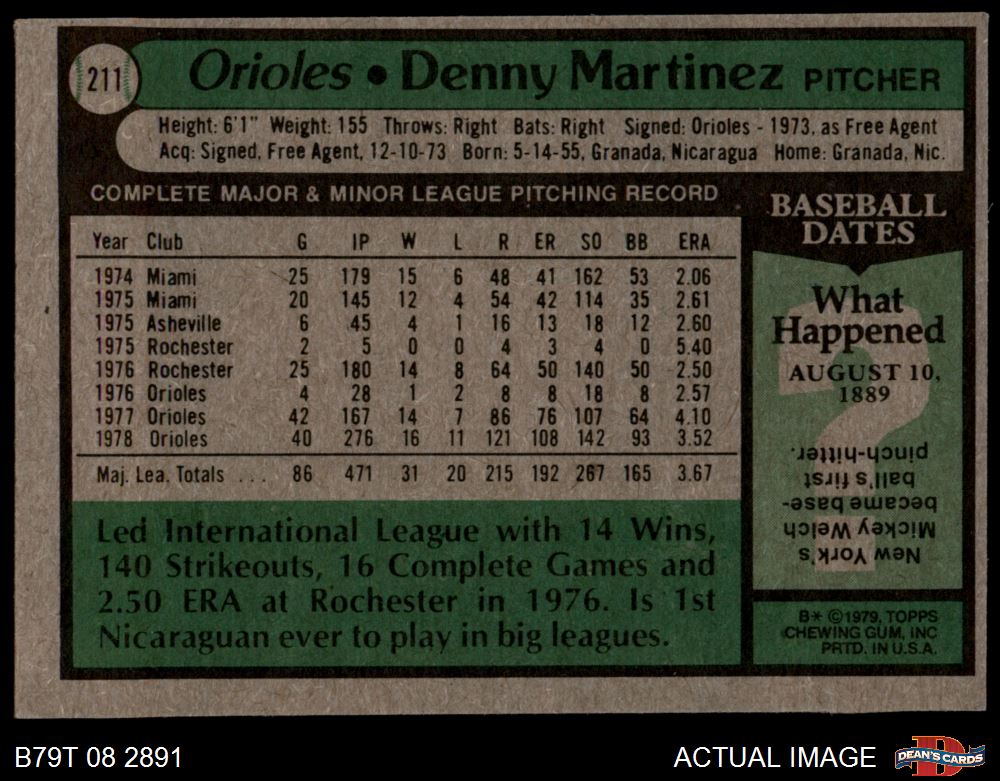 211
Orioles • Denny Martinez PITCHER
Height: 6'1" Weight: 155 Throws: Right Bats: Right Signed: Orioles - 1973, as Free Agent
Acq: Signed, Free Agent, 12-10-73 Born: 5-14-55, Granada, Nicaragua Home: Granada, Nic.
COMPLETE MAJOR & MINOR LEAGUE PITCHING RECORD
Year Club G IP W L R ER SO BB ERA
1974 Miami 25 179 15 6 48 41 162 53 2.06
1975 Miami 20 145 12 4 54 42 114 35 2.61
1975 Asheville 6 45 4 1 16 13 18 12 2.60
1975 Rochester 2 5 0 0 4 3 4 0 5.40
1976 Rochester 25 180 14 8 64 50 140 50 2.50
1976 Orioles 4 28 1 2 8 8 18 8 2.57
1977 Orioles 42 167 14 7 86 76 107 64 4.10
1978 Orioles 40 276 16 11 121 108 142 93 3.52
Maj. Lea. Totals . . . 86 471 31 20 215 192 267 165 3.67
Led International League with 14 Wins,
140 Strikeouts, 16 Complete Games and
2.50 ERA at Rochester in 1976. Is 1st
Nicaraguan ever to play in big leagues.
BASEBALL
DATES
What
Happened
AUGUST 10,
1889
?
New York's
Mickey Welch
became base-
ball's first
pinch-hitter.
B* ©1979, TOPPS
CHEWING GUM, INC
PRTD. IN U.S.A.
B79T 08 2891
ACTUAL IMAGE
D
DEAN'S CARDS